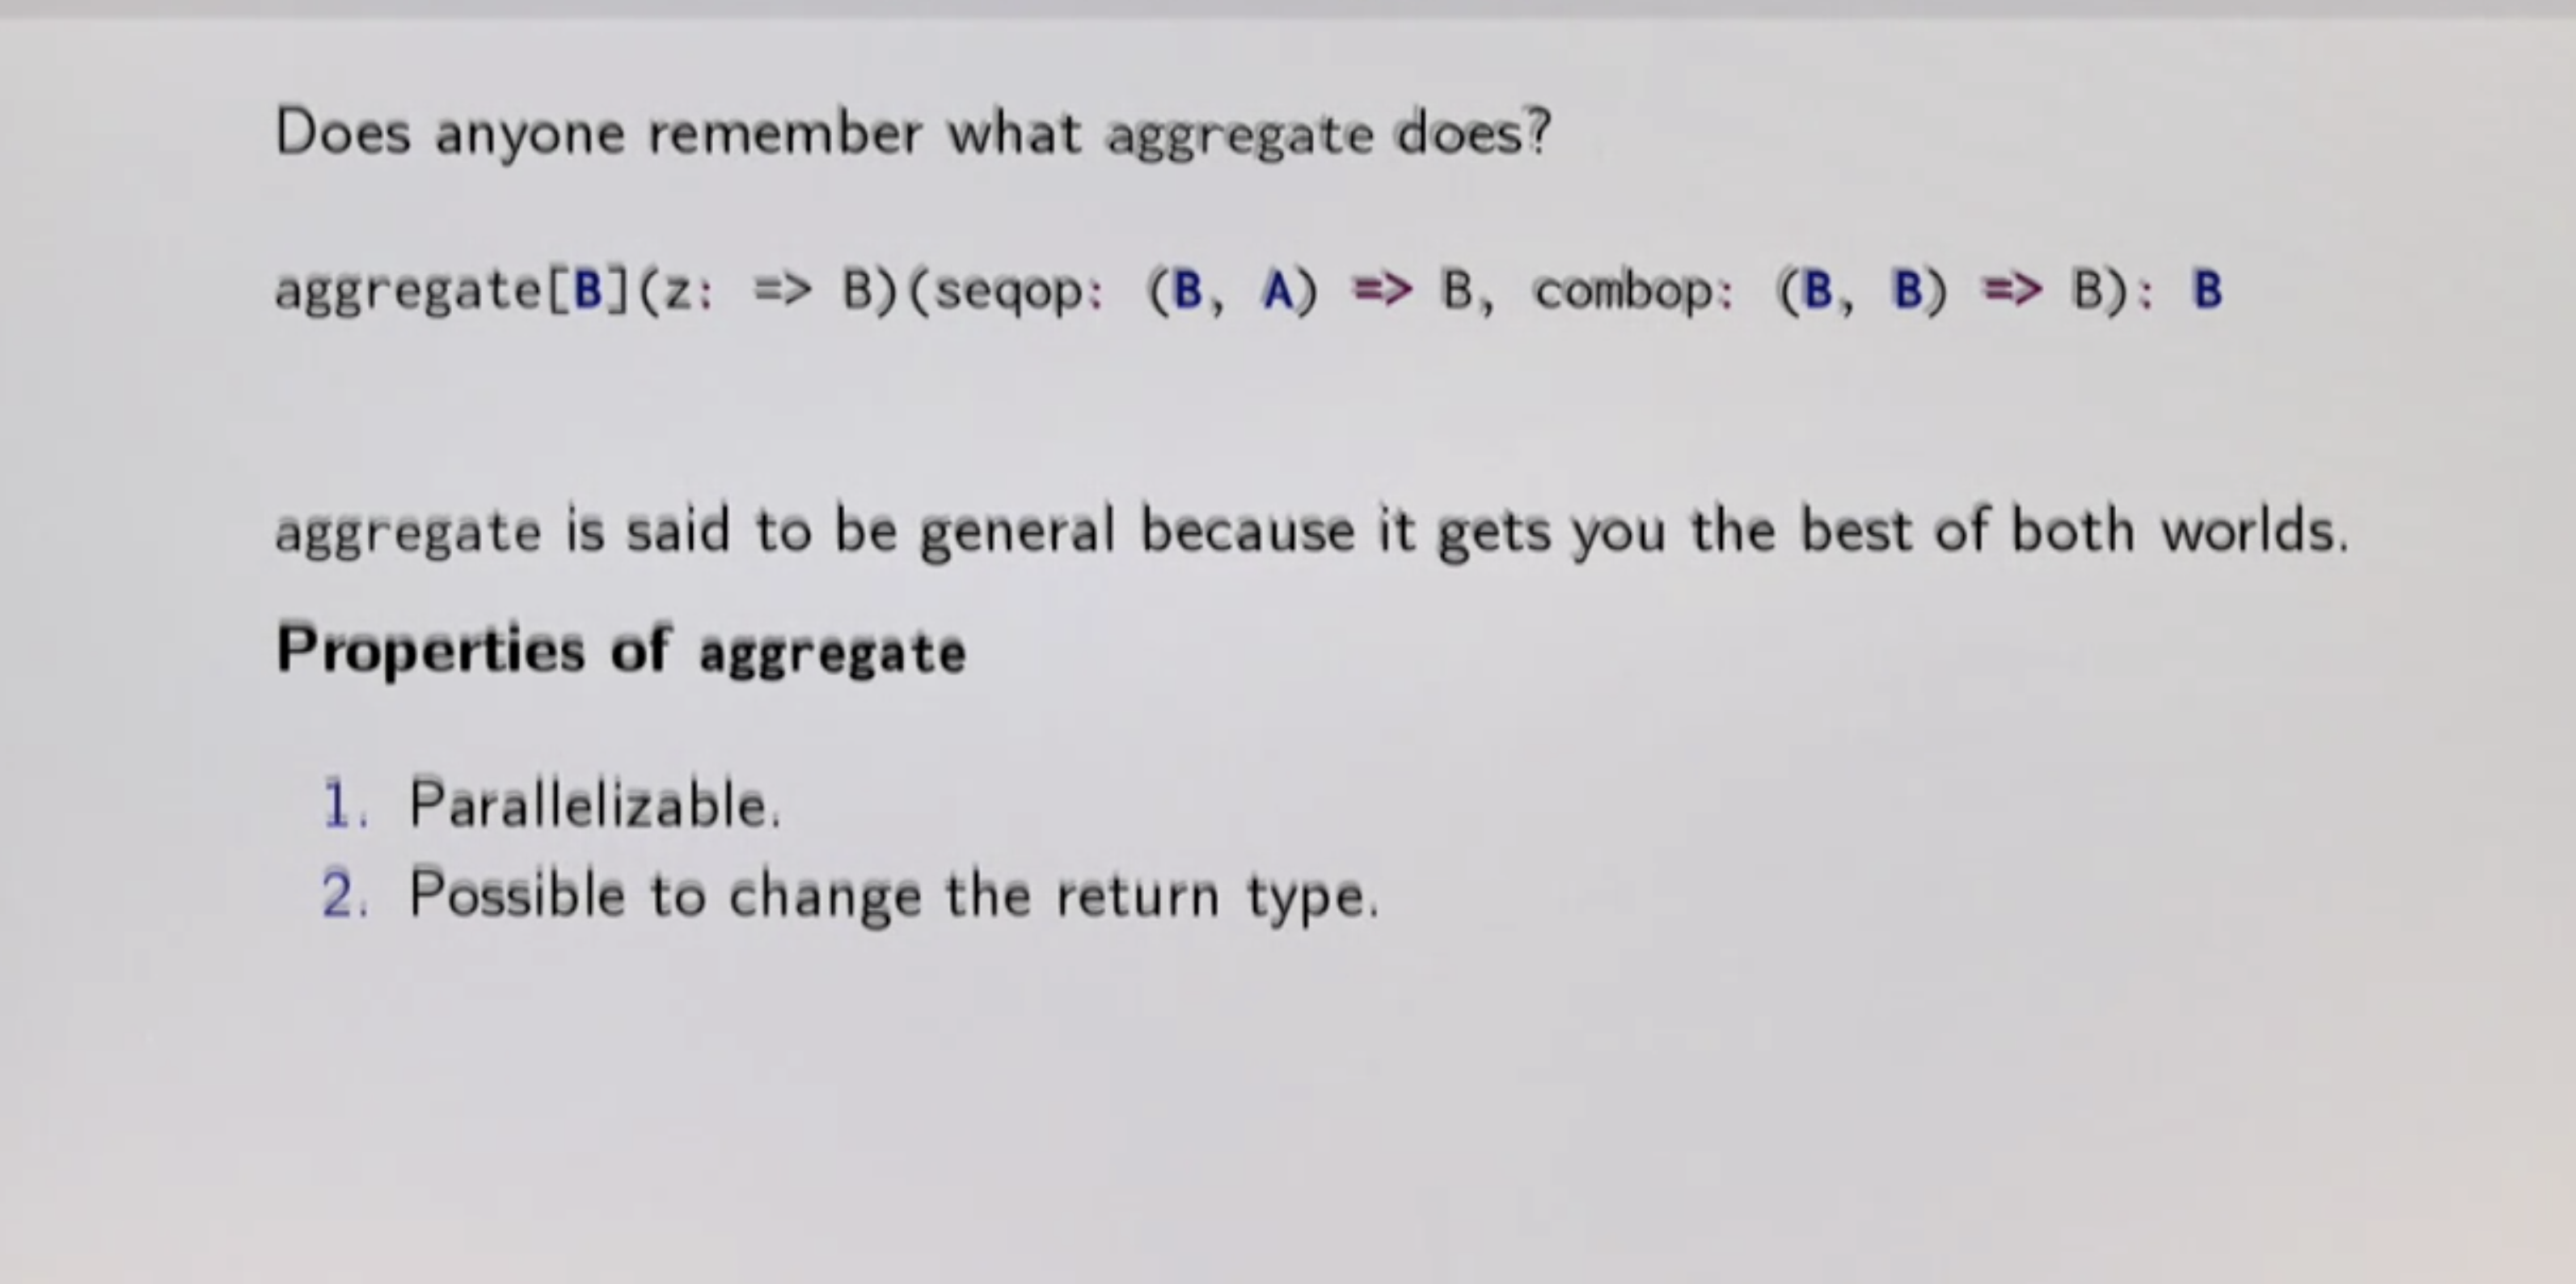 Does anyone remember what aggregate does?
aggregate[B](z: => B)(seqop: (B, A) => B, combop: (B, B) => B): B
aggregate is said to be general because it gets you the best of both worlds.
Properties of aggregate
1. Parallelizable.
2. Possible to change the return type.